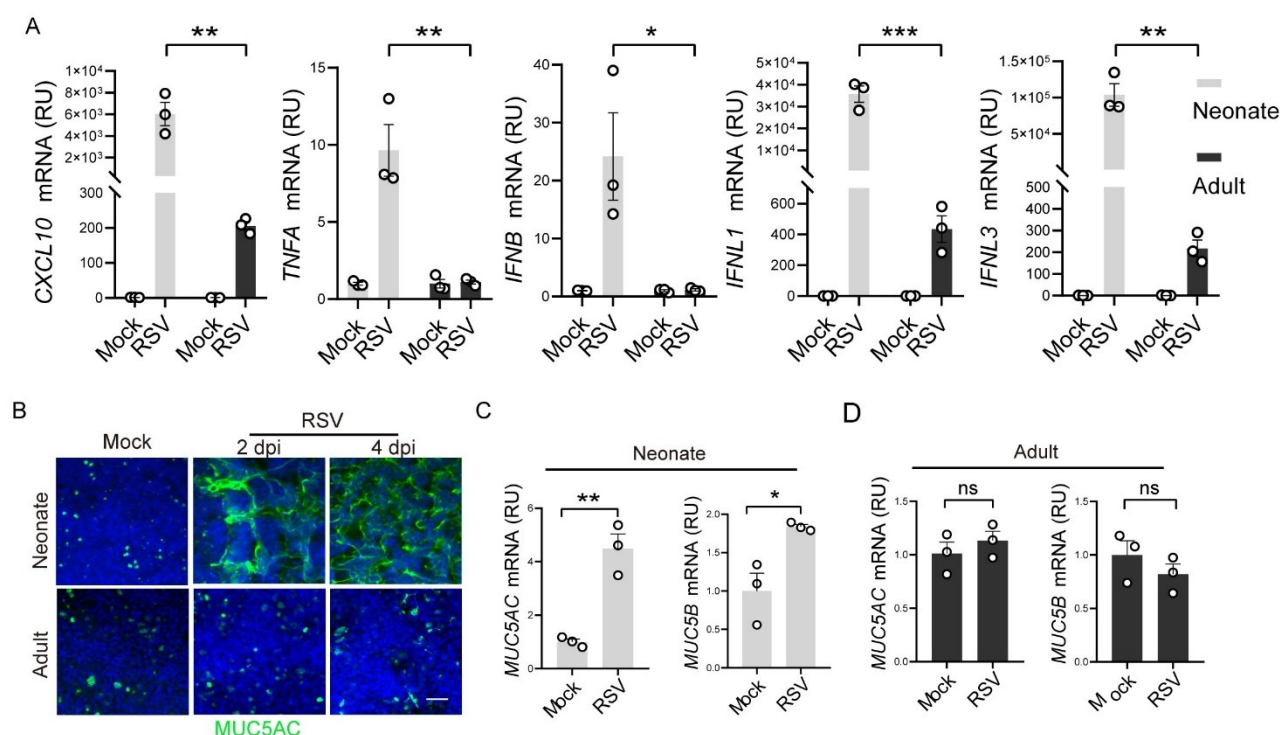 A
CXCL10 mRNA (RU)
1×10⁴
8×10³
6×10³
4×10³
2×10³
300
200
100
0
Mock
RSV
Mock
RSV
**
TNFA mRNA (RU)
15
10
5
0
Mock
RSV
Mock
RSV
**
IFNB mRNA (RU)
40
20
0
Mock
RSV
Mock
RSV
*
IFNL1 mRNA (RU)
5×10⁴
4×10⁴
3×10⁴
2×10⁴
1×10⁴
600
400
200
0
Mock
RSV
Mock
RSV
***
IFNL3 mRNA (RU)
1.5×10⁵
1×10⁵
5×10⁴
500
400
300
200
100
0
Mock
RSV
Mock
RSV
**
Neonate
Adult
B
RSV
Mock
2 dpi
4 dpi
Neonate
Adult
MUC5AC
C
Neonate
MUC5AC mRNA (RU)
6
4
2
0
Mock
RSV
**
MUC5B mRNA (RU)
2.0
1.5
1.0
0.5
0.0
Mock
RSV
*
D
Adult
MUC5AC mRNA (RU)
1.5
1.0
0.5
0.0
Mock
RSV
ns
MUC5B mRNA (RU)
1.5
1.0
0.5
0.0
M ock
RSV
ns